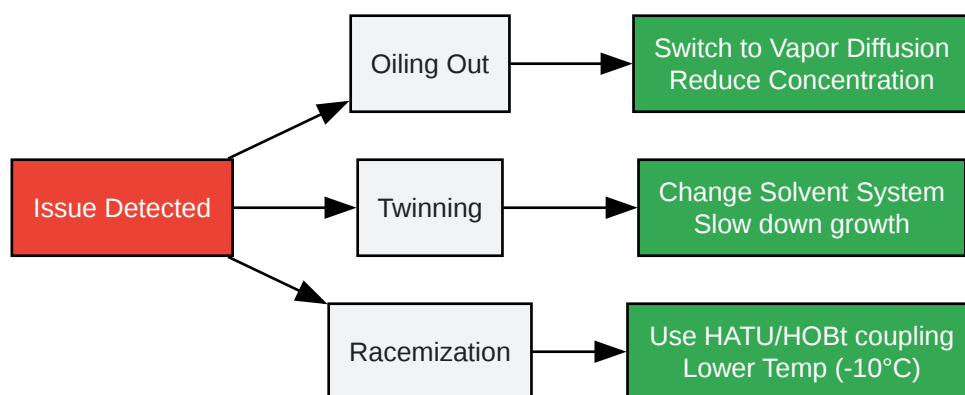 Issue Detected
Oiling Out
Switch to Vapor Diffusion
Reduce Concentration
Twinning
Change Solvent System
Slow down growth
Racemization
Use HATU/HOBt coupling
Lower Temp (-10°C)